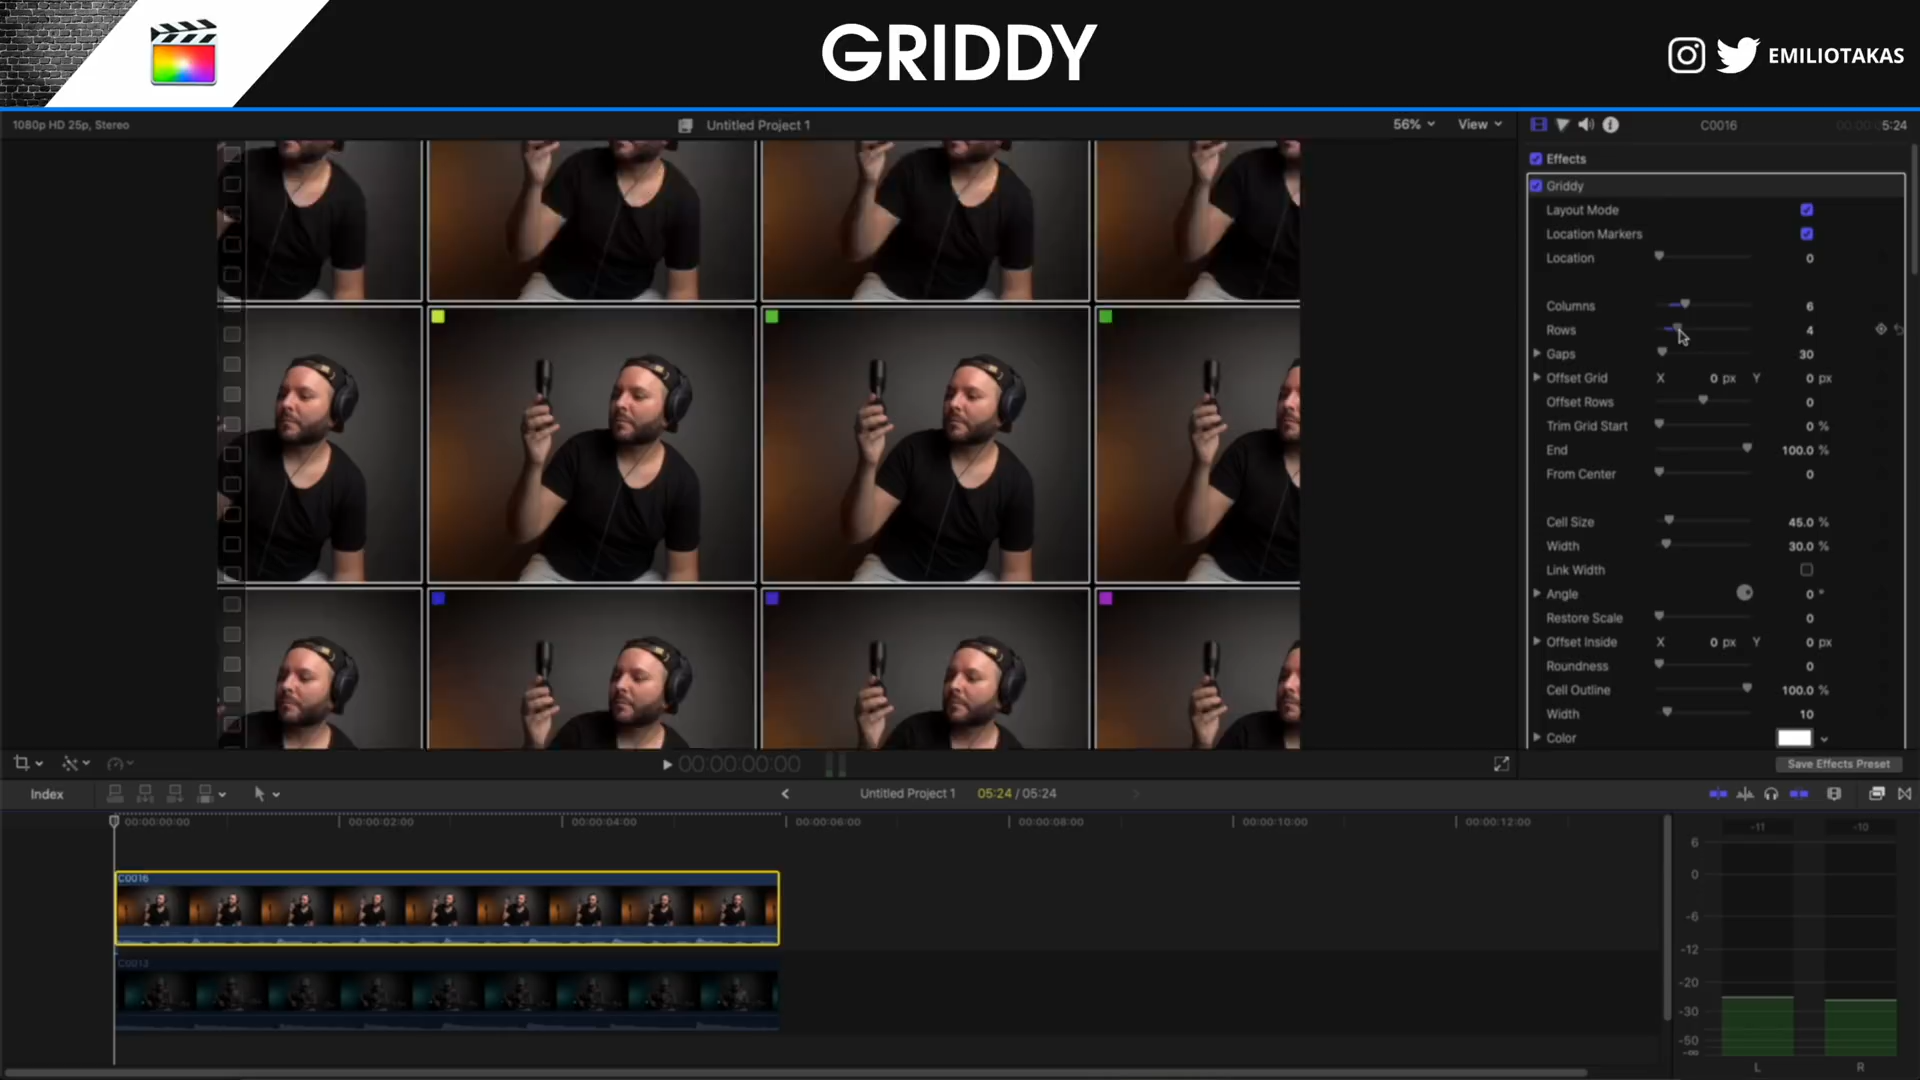 GRIDDY
EMILIOTAKAS
1080p HD 25p, Stereo
Untitled Project 1
56%
View
C0016
5:24
Effects
Griddy
Layout Mode
Location Markers
Location 0
Columns 6
Rows 4
Gaps 30
Offset Grid X 0 px Y 0 px
Offset Rows 0
Trim Grid Start 0 %
End 100.0 %
From Center 0
Cell Size 45.0 %
Width 30.0 %
Link Width
Angle 0 °
Restore Scale 0
Offset Inside X 0 px Y 0 px
Roundness 0
Cell Outline 100.0 %
Width 10
Color
Save Effects Preset
00:00:00:00
Index
Untitled Project 1
05:24 / 05:24
00:00:00:00
00:00:02:00
00:00:04:00
00:00:06:00
00:00:08:00
00:00:10:00
00:00:12:00
C0016
C0013
-11
-10
6
0
-6
-12
-20
-30
-50
-∞
L
R